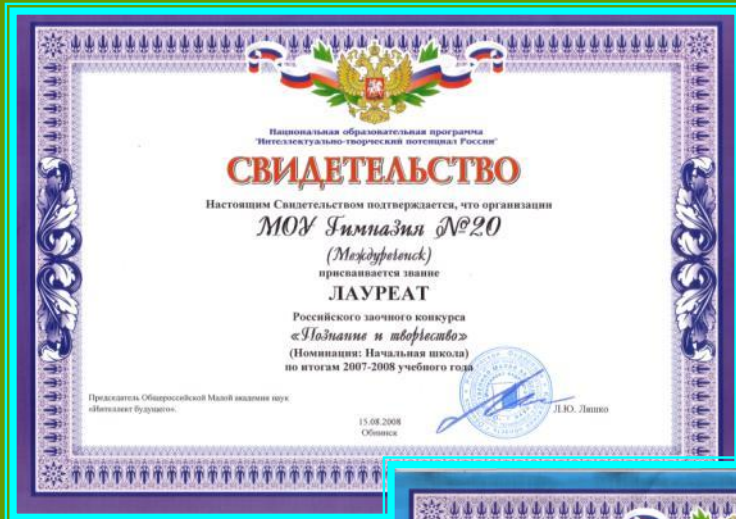 Национальная образовательная программа
"Интеллектуально-творческий потенциал России"
СВИДЕТЕЛЬСТВО
Настоящим Свидетельством подтверждается, что организации
МОУ Гимназия №20
(Междуреченск)
присваивается звание
ЛАУРЕАТ
Российского заочного конкурса
«Познание и творчество»
(Номинация: Начальная школа)
по итогам 2007-2008 учебного года
Председатель Общероссийской Малой академии наук
«Интеллект будущего».
Л.Ю. Ляшко
15.08.2008
Обнинск